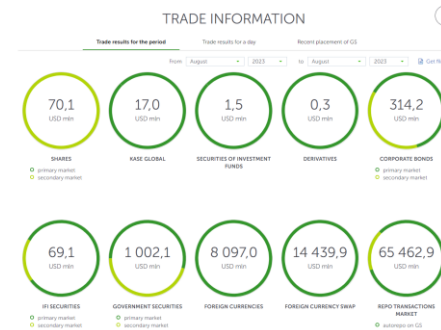 TRADE INFORMATION
Trade results for the period Trade results for a day Recent placement of GS
From: August 2023 to August 2023 Get Re
70,1 17,0 1,5 0,3 314,2
USD mln USD mln USD mln USD mln USD mln
SHARES KASE GLOBAL SECURITIES OF INVESTMENT FUNDS DERIVATIVES CORPORATE BONDS
primary market primary market
secondary market secondary market
69,1 1 002,1 8 097,0 14 439,9 65 462,9
USD mln USD mln USD mln USD mln USD mln
IFI SECURITIES GOVERNMENT SECURITIES FOREIGN CURRENCIES FOREIGN CURRENCY SWAP REPO TRANSACTIONS MARKET
primary market primary market autorepo on GS
secondary market secondary market